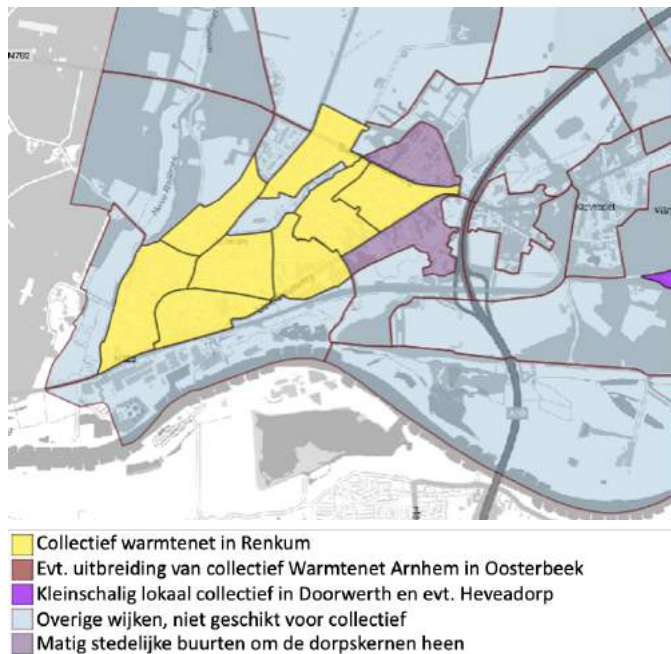 N782
Collectief warmtenet in Renkum
Evt. uitbreiding van collectief Warmtenet Arnhem in Oosterbeek
Kleinschalig lokaal collectief in Doorwerth en evt. Heveadorp
Overige wijken, niet geschikt voor collectief
Matig stedelijke buurten om de dorpskernen heen